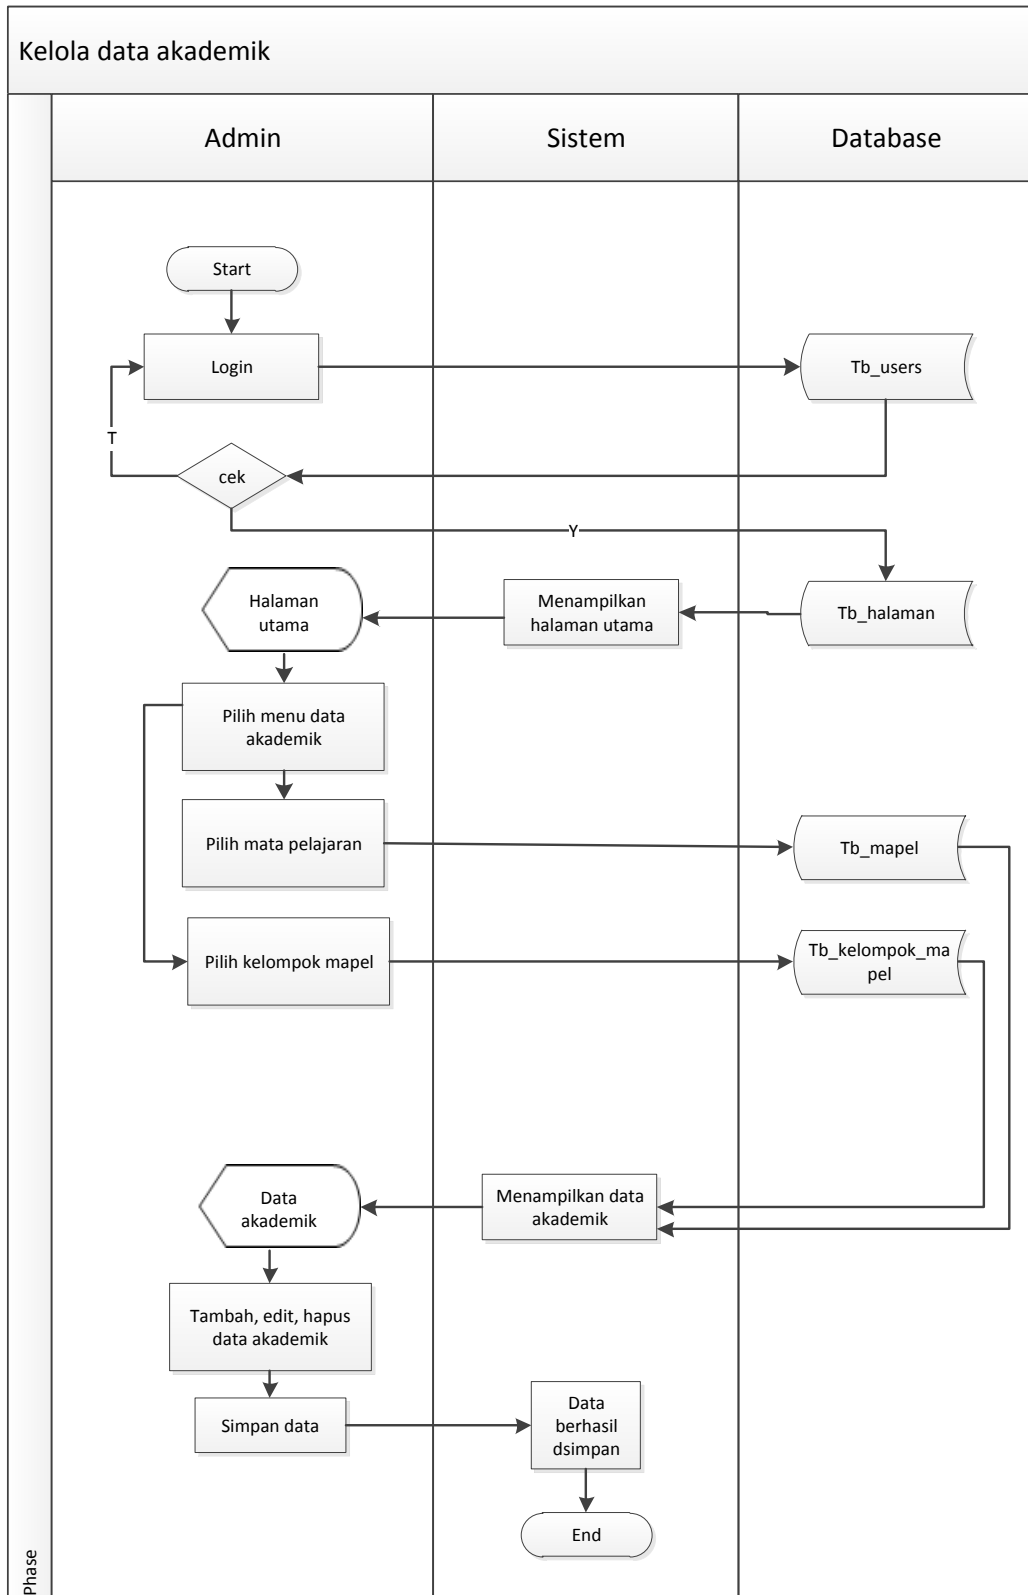 Kelola data akademik
Admin
Sistem
Database
Start
Login
Tb_users
T
cek
Y
Halaman
utama
Menampilkan
halaman utama
Tb_halaman
Pilih menu data
akademik
Pilih mata pelajaran
Tb_mapel
Pilih kelompok mapel
Tb_kelompok_ma
pel
Data
akademik
Menampilkan data
akademik
Tambah, edit, hapus
data akademik
Simpan data
Data
berhasil
dsimpan
End
Phase